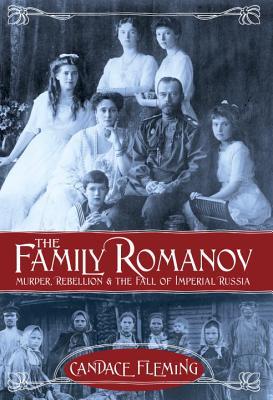 THE
FAMILY ROMANOV
MURDER, REBELLION & THE FALL OF IMPERIAL RUSSIA
CANDACE FLEMING